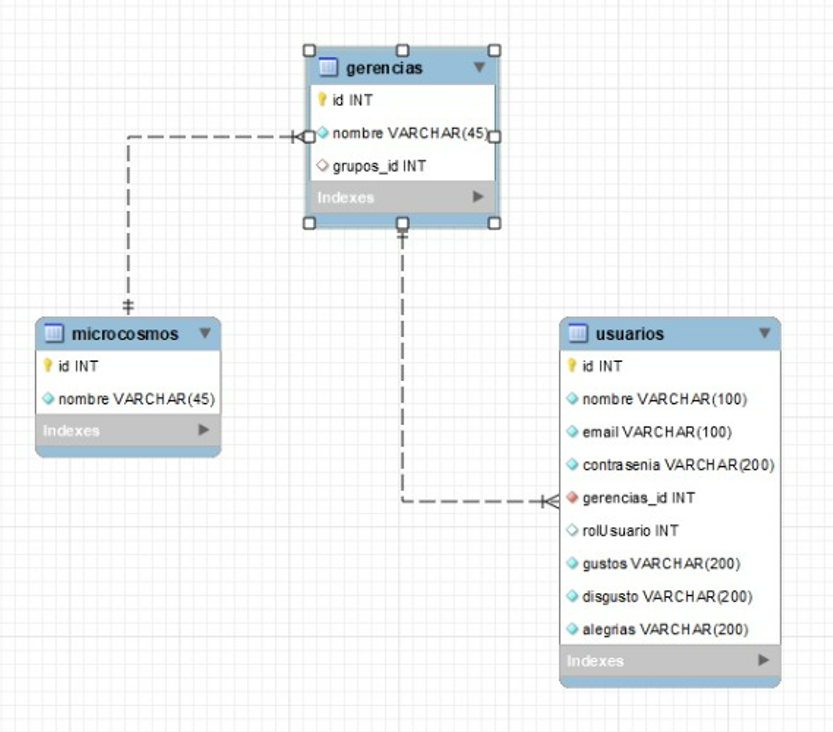 gerencias
id INT
nombre VARCHAR(45)
grupos_id INT
Indexes
microcosmos
id INT
nombre VARCHAR(45)
Indexes
usuarios
id INT
nombre VARCHAR(100)
email VARCHAR(100)
contrasenia VARCHAR(200)
gerencias_id INT
rolUsuario INT
gustos VARCHAR(200)
disgusto VARCHAR(200)
alegrias VARCHAR(200)
Indexes